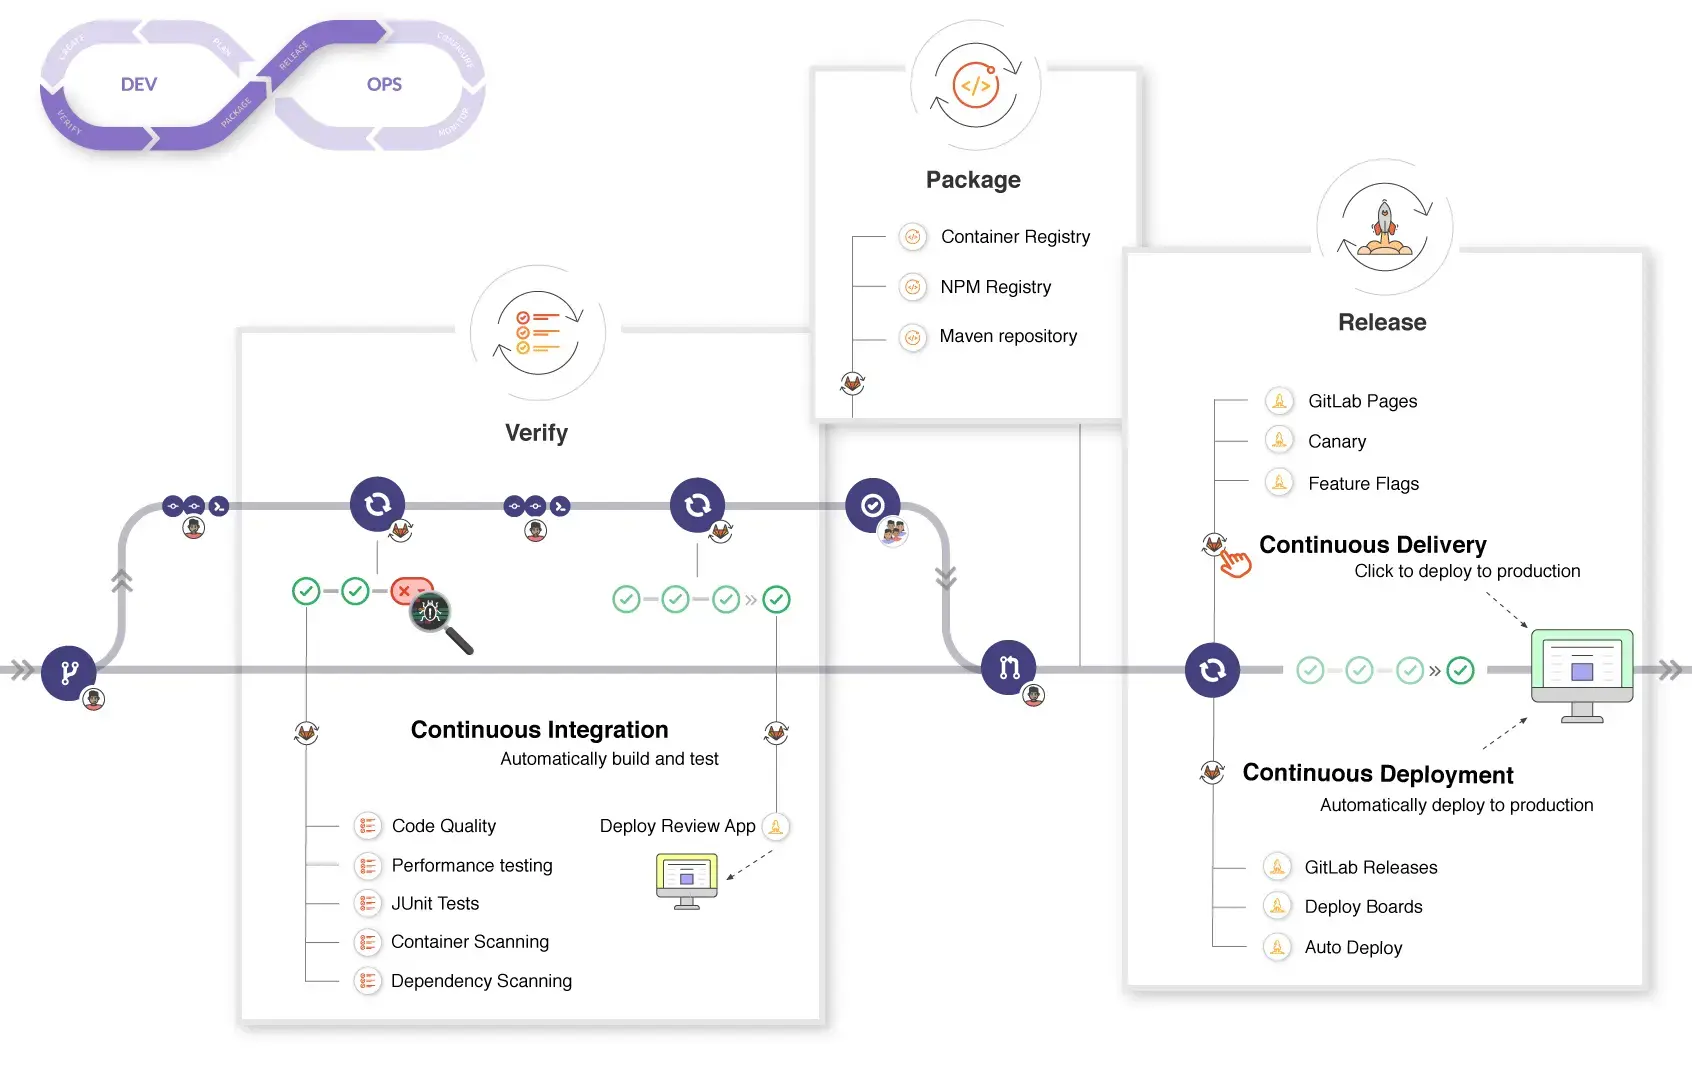 CREATE
PLAN
RELEASE
CONFIGURE
DEV
OPS
VERIFY
PACKAGE
MONITOR
Package
Container Registry
NPM Registry
Maven repository
Release
GitLab Pages
Canary
Feature Flags
Continuous Delivery
Click to deploy to production
Continuous Deployment
Automatically deploy to production
GitLab Releases
Deploy Boards
Auto Deploy
Verify
Continuous Integration
Automatically build and test
Code Quality
Performance testing
JUnit Tests
Container Scanning
Dependency Scanning
Deploy Review App